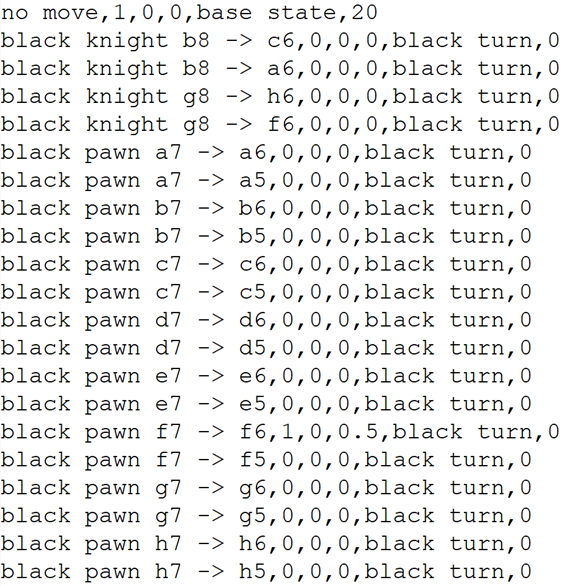 no move,1,0,0,base state,20
black knight b8 -> c6,0,0,0,black turn,0
black knight b8 -> a6,0,0,0,black turn,0
black knight g8 -> h6,0,0,0,black turn,0
black knight g8 -> f6,0,0,0,black turn,0
black pawn a7 -> a6,0,0,0,black turn,0
black pawn a7 -> a5,0,0,0,black turn,0
black pawn b7 -> b6,0,0,0,black turn,0
black pawn b7 -> b5,0,0,0,black turn,0
black pawn c7 -> c6,0,0,0,black turn,0
black pawn c7 -> c5,0,0,0,black turn,0
black pawn d7 -> d6,0,0,0,black turn,0
black pawn d7 -> d5,0,0,0,black turn,0
black pawn e7 -> e6,0,0,0,black turn,0
black pawn e7 -> e5,0,0,0,black turn,0
black pawn f7 -> f6,1,0,0.5,black turn,0
black pawn f7 -> f5,0,0,0,black turn,0
black pawn g7 -> g6,0,0,0,black turn,0
black pawn g7 -> g5,0,0,0,black turn,0
black pawn h7 -> h6,0,0,0,black turn,0
black pawn h7 -> h5,0,0,0,black turn,0